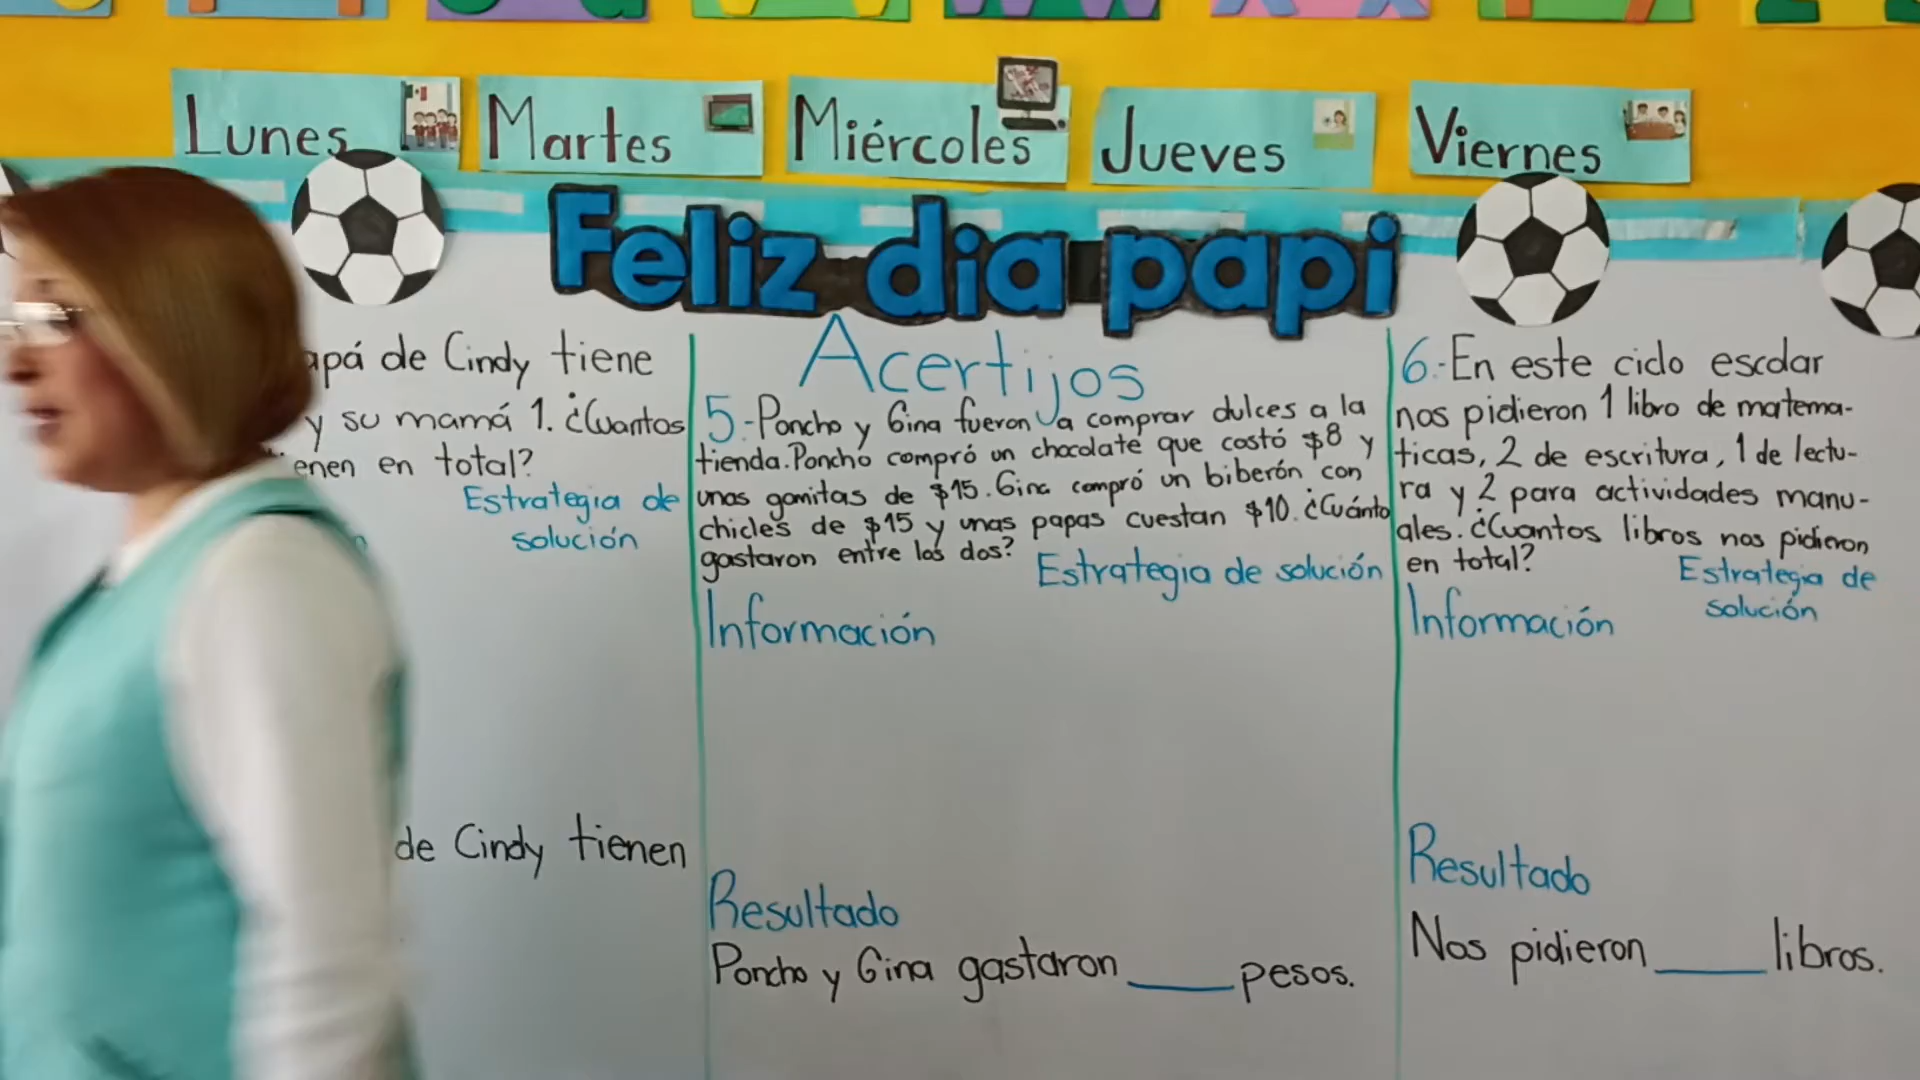 Lunes
Martes
Miércoles
Jueves
Viernes
Feliz dia papi
Acertijos
apá de Cindy tiene
y su mamá 1. ¿Cuantos
enen en total?
Estrategia de
solución
de Cindy tienen
5.-Poncho y Gina fueron a comprar dulces a la
tienda. Poncho compró un chocolate que costó $8 y
unas gomitas de $15. Gina compró un biberón con
chicles de $15 y unas papas cuestan $10. ¿Cuánto
gastaron entre los dos?
Estrategia de solución
Información
Resultado
Poncho y Gina gastaron ____ pesos.
6.-En este ciclo escolar
nos pidieron 1 libro de matema-
ticas, 2 de escritura, 1 de lectu-
ra y 2 para actividades manu-
ales. ¿Cuantos libros nos pidieron
en total?
Estrategia de
solución
Información
Resultado
Nos pidieron ____ libros.